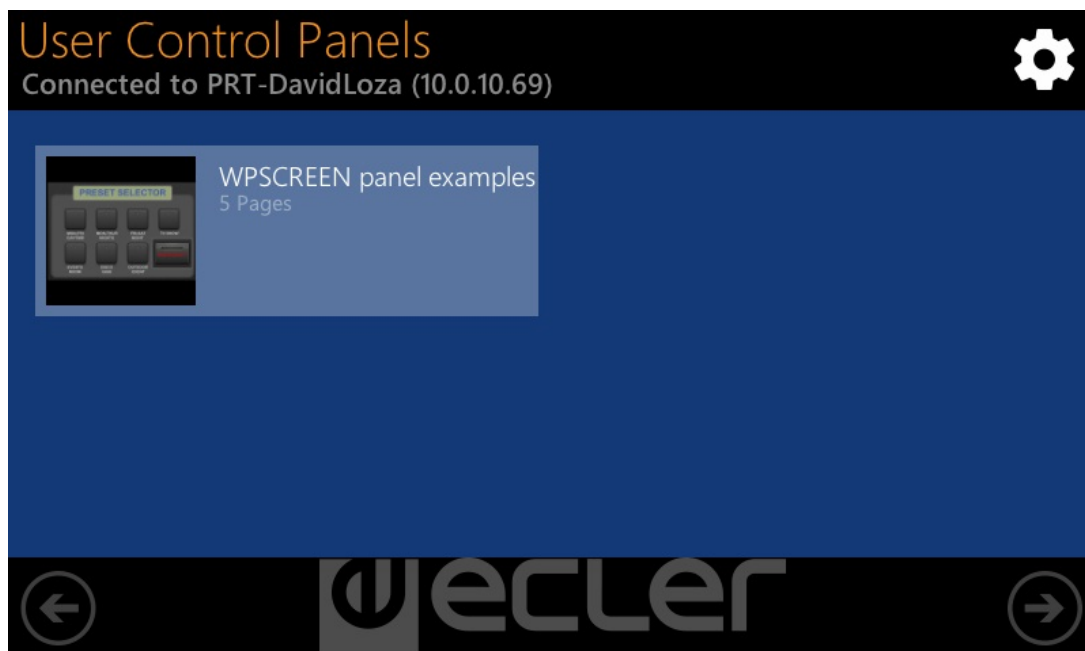 User Control Panels
Connected to PRT-DavidLoza (10.0.10.69)
WPSCREEN panel examples
5 Pages
PRESET SELECTOR
ecler